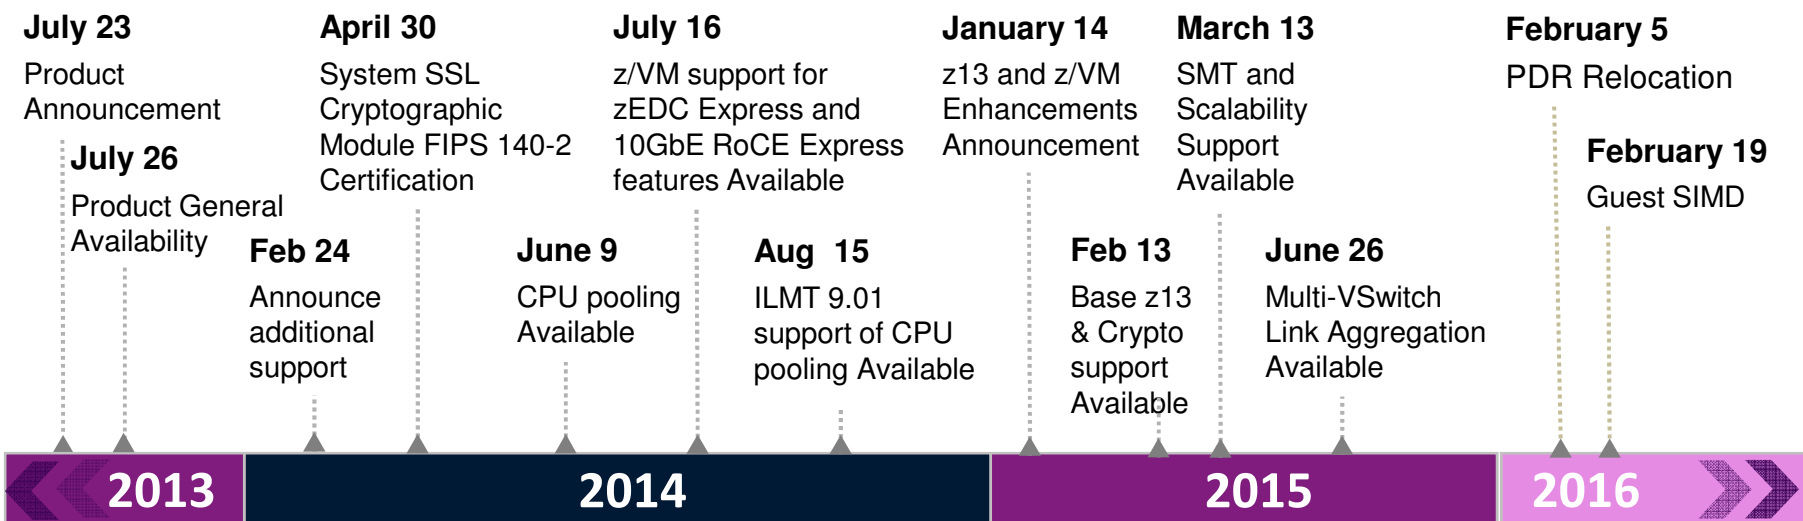 July 23
Product
Announcement
July 26
Product General
Availability
Feb 24
Announce
additional
support
April 30
System SSL
Cryptographic
Module FIPS 140-2
Certification
June 9
CPU pooling
Available
July 16
z/VM support for
zEDC Express and
10GbE RoCE Express
features Available
Aug 15
ILMT 9.01
support of CPU
pooling Available
January 14
z13 and z/VM
Enhancements
Announcement
Feb 13
Base z13
& Crypto
support
Available
March 13
SMT and
Scalability
Support
Available
June 26
Multi-VSwitch
Link Aggregation
Available
February 5
PDR Relocation
February 19
Guest SIMD
2013
2014
2015
2016